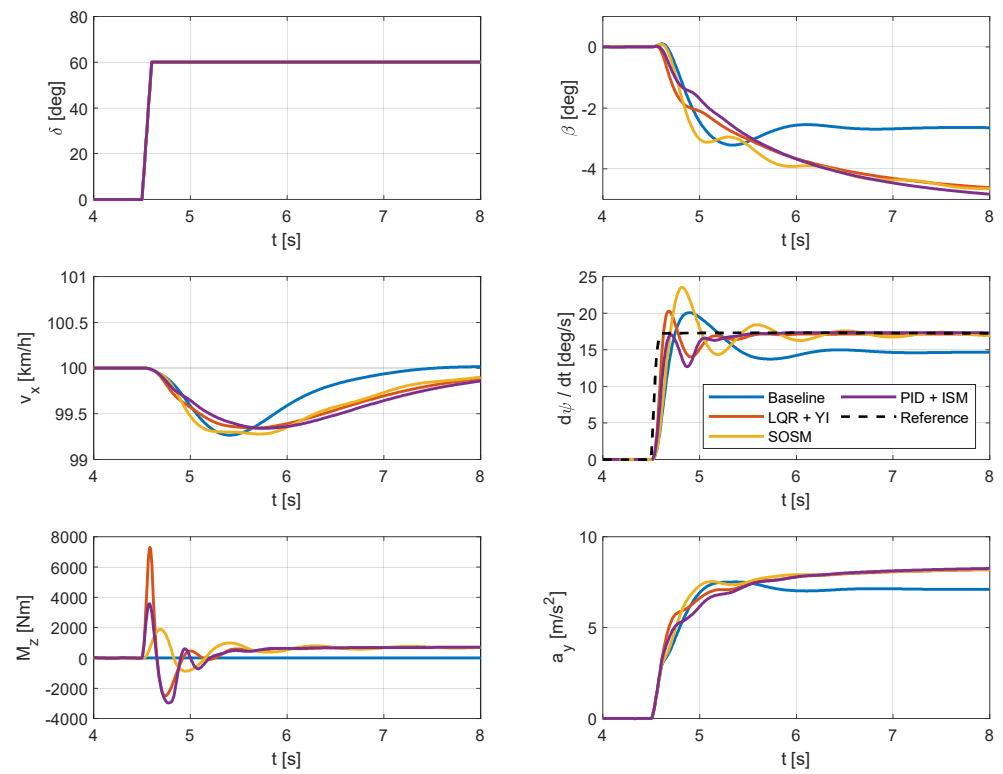 80
60
40
20
0
δ [deg]
4 5 6 7 8
t [s]
0
-2
-4
β [deg]
4 5 6 7 8
t [s]
101
100.5
100
99.5
99
v_x [km/h]
4 5 6 7 8
t [s]
25
20
15
10
5
0
dψ / dt [deg/s]
Baseline
LQR + YI
SOSM
PID + ISM
Reference
4 5 6 7 8
t [s]
8000
6000
4000
2000
0
-2000
-4000
M_z [Nm]
4 5 6 7 8
t [s]
10
5
0
a_y [m/s²]
4 5 6 7 8
t [s]